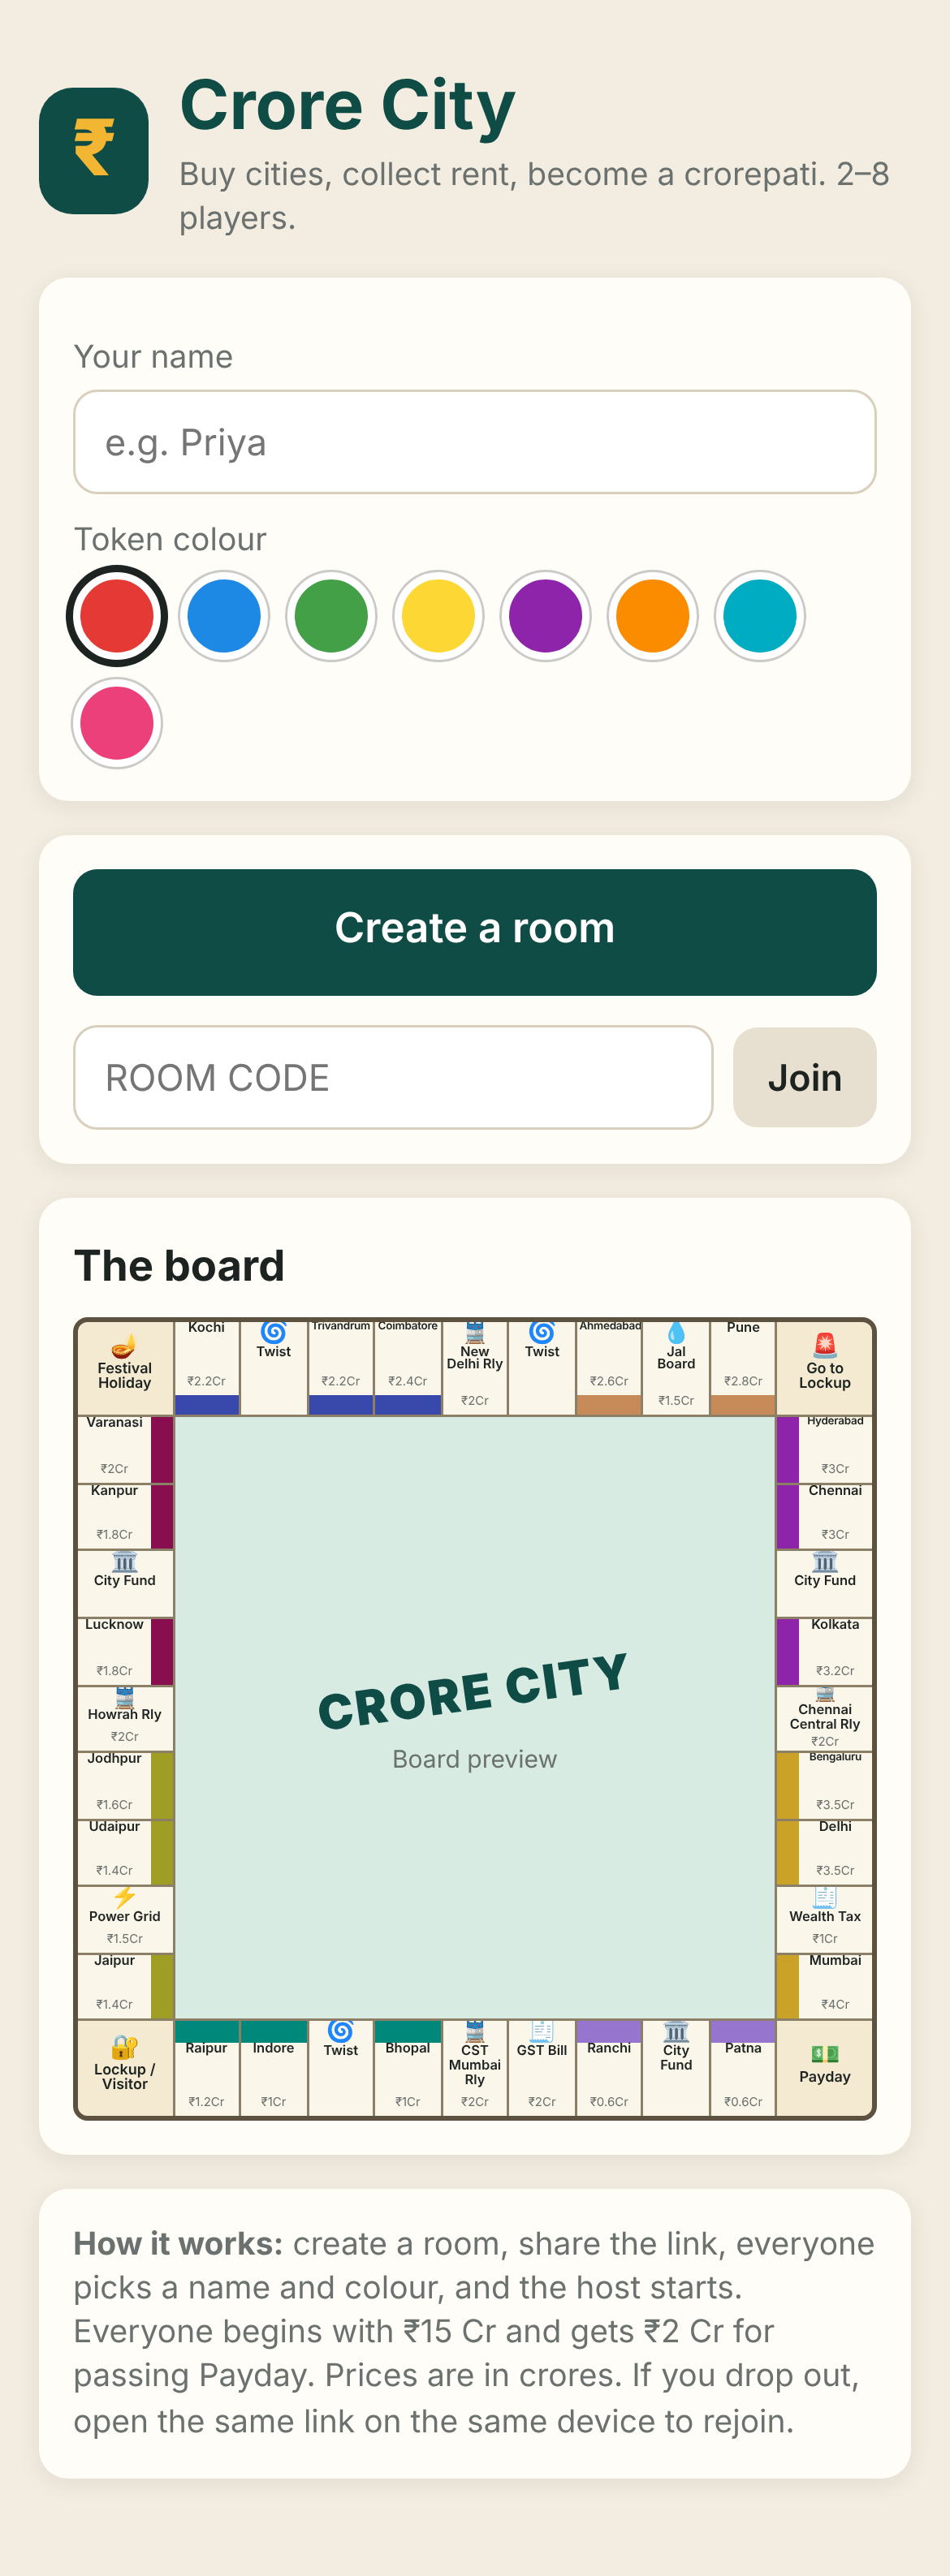 ₹
Crore City
Buy cities, collect rent, become a crorepati. 2–8
players.
Your name
e.g. Priya
Token colour
Create a room
ROOM CODE
Join
The board
Festival
Holiday
Kochi
₹2.2Cr
Twist
Trivandrum
₹2.2Cr
Coimbatore
₹2.4Cr
New
Delhi Rly
₹2Cr
Twist
Ahmedabad
₹2.6Cr
Jal
Board
₹1.5Cr
Pune
₹2.8Cr
Go to
Lockup
Varanasi
₹2Cr
Hyderabad
₹3Cr
Kanpur
₹1.8Cr
Chennai
₹3Cr
City Fund
City Fund
Lucknow
₹1.8Cr
Kolkata
₹3.2Cr
Howrah Rly
₹2Cr
Chennai
Central Rly
₹2Cr
Jodhpur
₹1.6Cr
Bengaluru
₹3.5Cr
Udaipur
₹1.4Cr
Delhi
₹3.5Cr
Power Grid
₹1.5Cr
Wealth Tax
₹1Cr
Jaipur
₹1.4Cr
Mumbai
₹4Cr
CRORE CITY
Board preview
Lockup /
Visitor
Raipur
₹1.2Cr
Indore
₹1Cr
Twist
Bhopal
₹1Cr
CST
Mumbai
Rly
₹2Cr
GST Bill
₹2Cr
Ranchi
₹0.6Cr
City
Fund
Patna
₹0.6Cr
Payday
How it works: create a room, share the link, everyone
picks a name and colour, and the host starts.
Everyone begins with ₹15 Cr and gets ₹2 Cr for
passing Payday. Prices are in crores. If you drop out,
open the same link on the same device to rejoin.